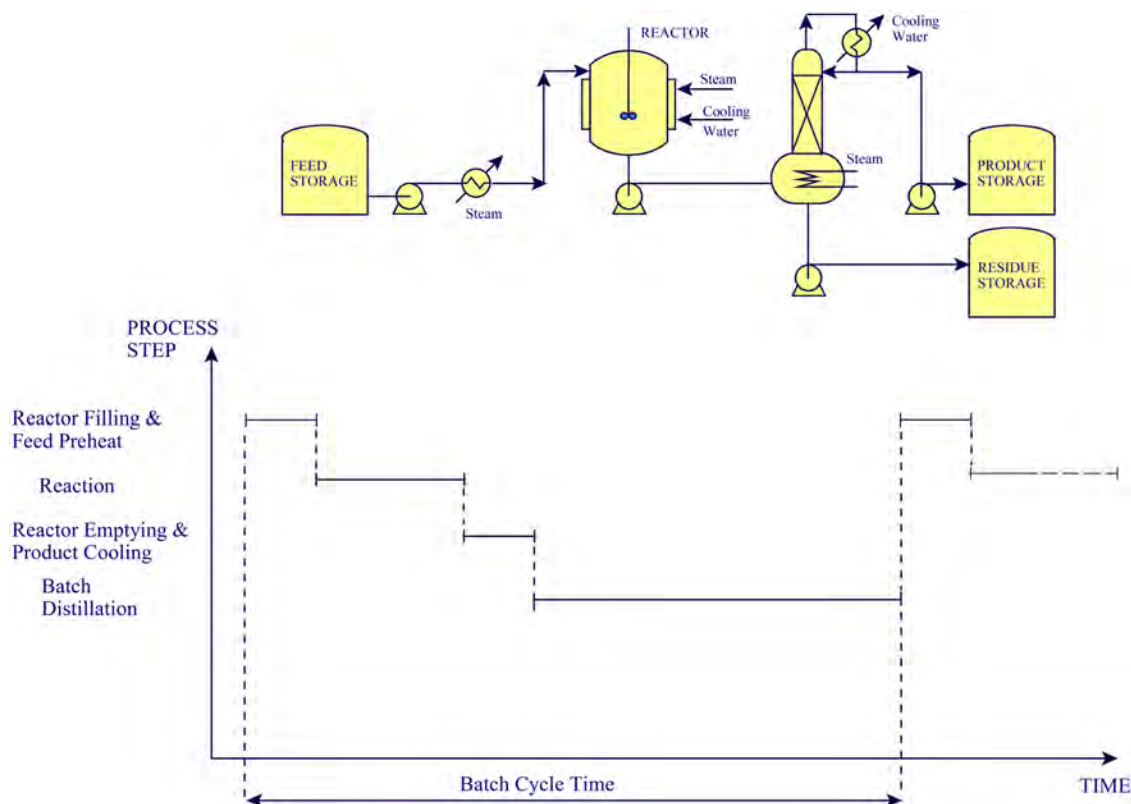 Cooling
Water
REACTOR
Steam
Cooling
Water
FEED
STORAGE
Steam
Steam
PRODUCT
STORAGE
RESIDUE
STORAGE
PROCESS
STEP
Reactor Filling &
Feed Preheat
Reaction
Reactor Emptying &
Product Cooling
Batch
Distillation
Batch Cycle Time
TIME